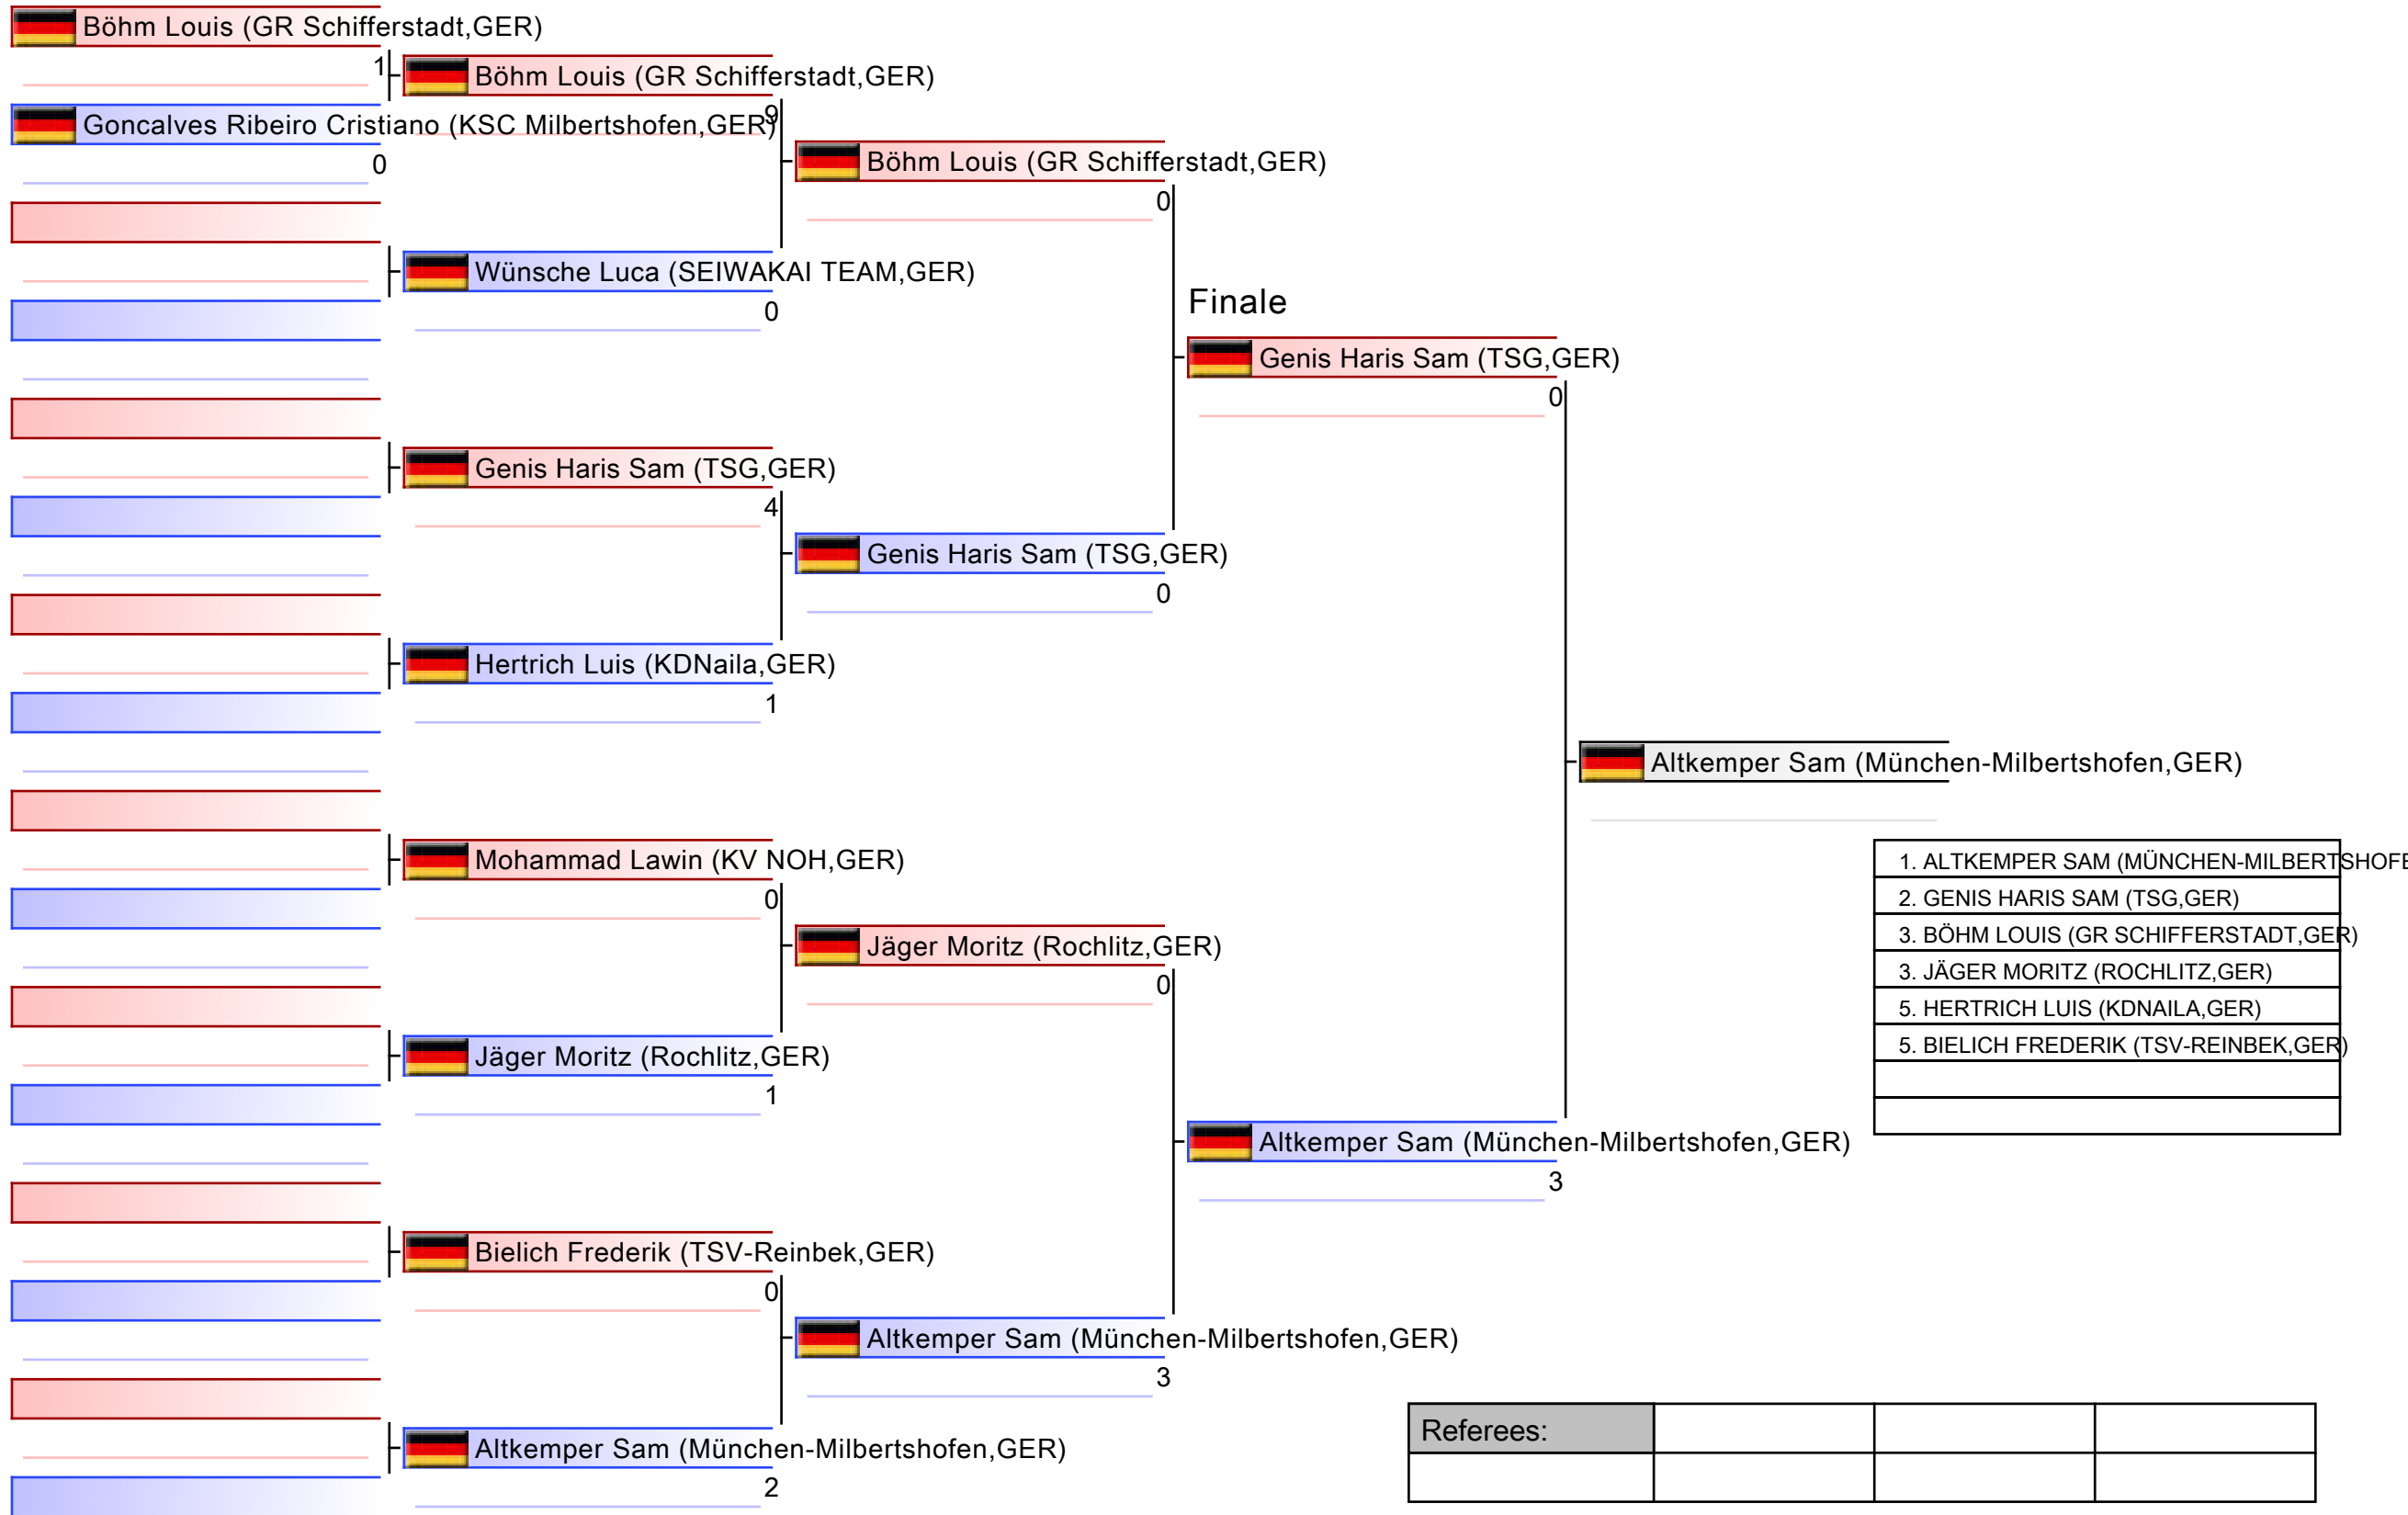 Böhm Louis (GR Schifferstadt,GER)
1
Goncalves Ribeiro Cristiano (KSC Milbertshofen,GER)
0
Böhm Louis (GR Schifferstadt,GER)
9
Wünsche Luca (SEIWAKAI TEAM,GER)
0
Genis Haris Sam (TSG,GER)
4
Hertrich Luis (KDNaila,GER)
1
Mohammad Lawin (KV NOH,GER)
0
Jäger Moritz (Rochlitz,GER)
1
Bielich Frederik (TSV-Reinbek,GER)
0
Altkemper Sam (München-Milbertshofen,GER)
2
Böhm Louis (GR Schifferstadt,GER)
0
Genis Haris Sam (TSG,GER)
0
Jäger Moritz (Rochlitz,GER)
0
Altkemper Sam (München-Milbertshofen,GER)
3
Finale
Genis Haris Sam (TSG,GER)
0
Altkemper Sam (München-Milbertshofen,GER)
3
Altkemper Sam (München-Milbertshofen,GER)
1. ALTKEMPER SAM (MÜNCHEN-MILBERTSHOFE
2. GENIS HARIS SAM (TSG,GER)
3. BÖHM LOUIS (GR SCHIFFERSTADT,GER)
3. JÄGER MORITZ (ROCHLITZ,GER)
5. HERTRICH LUIS (KDNAILA,GER)
5. BIELICH FREDERIK (TSV-REINBEK,GER)
Referees: